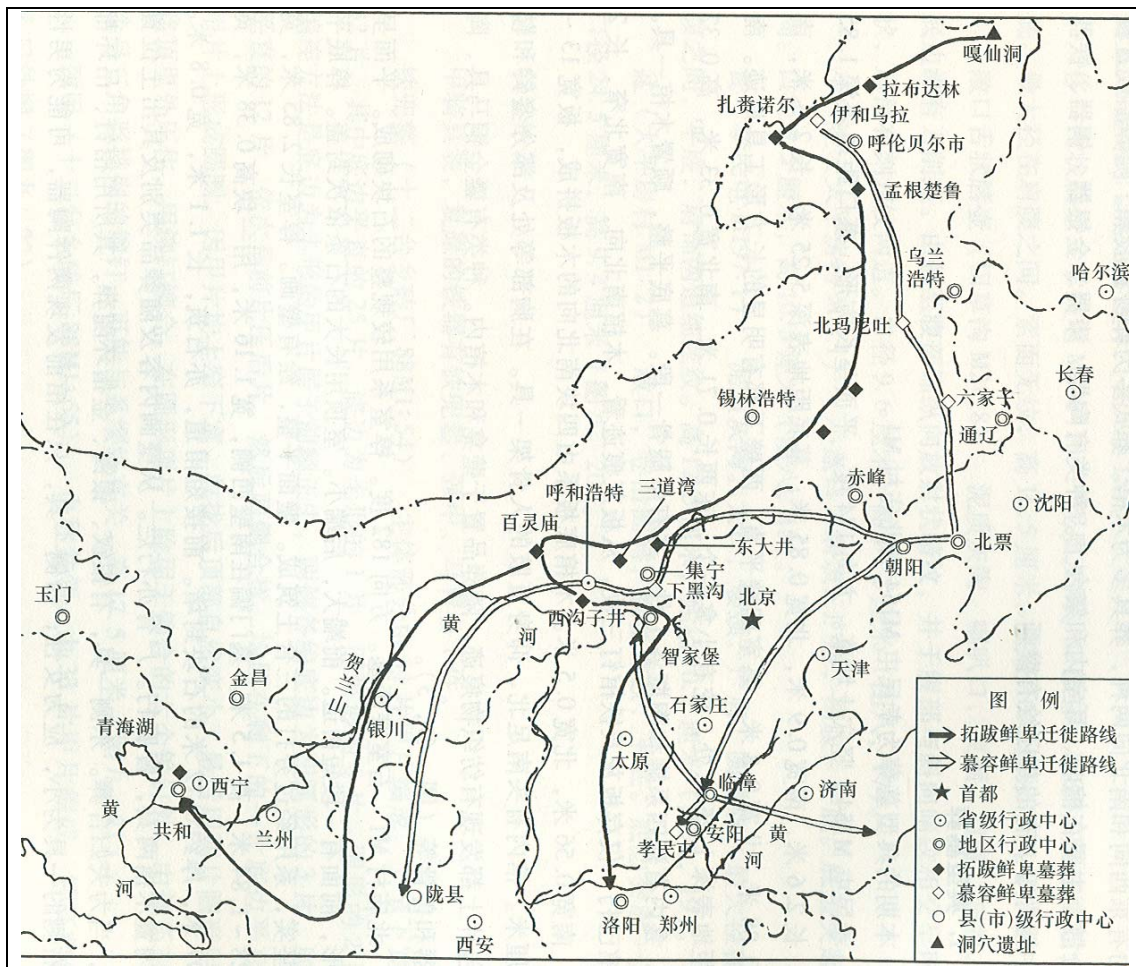 嘎仙洞
拉布达林
扎赉诺尔
伊和乌拉
呼伦贝尔市
孟根楚鲁
乌兰
浩特
哈尔滨
北玛尼吐
长春
锡林浩特
六家子
通辽
赤峰
沈阳
呼和浩特
三道湾
百灵庙
东大井
北票
朝阳
集宁
下黑沟
北京
玉门
西沟子井
黄
河
智家堡
贺兰山
天津
金昌
石家庄
银川
青海湖
太原
西宁
临漳
济南
黄
共和
兰州
安阳
黄
孝民屯
河
河
陇县
洛阳
郑州
西安
图 例
拓跋鲜卑迁徙路线
慕容鲜卑迁徙路线
首都
省级行政中心
地区行政中心
拓跋鲜卑墓葬
慕容鲜卑墓葬
县(市)级行政中心
洞穴遗址